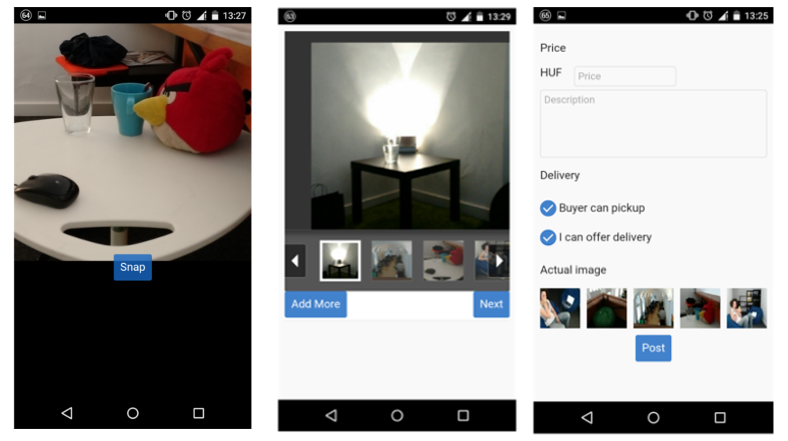 64
13:27
Snap
63
13:29
Add More
Next
65
13:25
Price
HUF
Price
Description
Delivery
Buyer can pickup
I can offer delivery
Actual image
Post